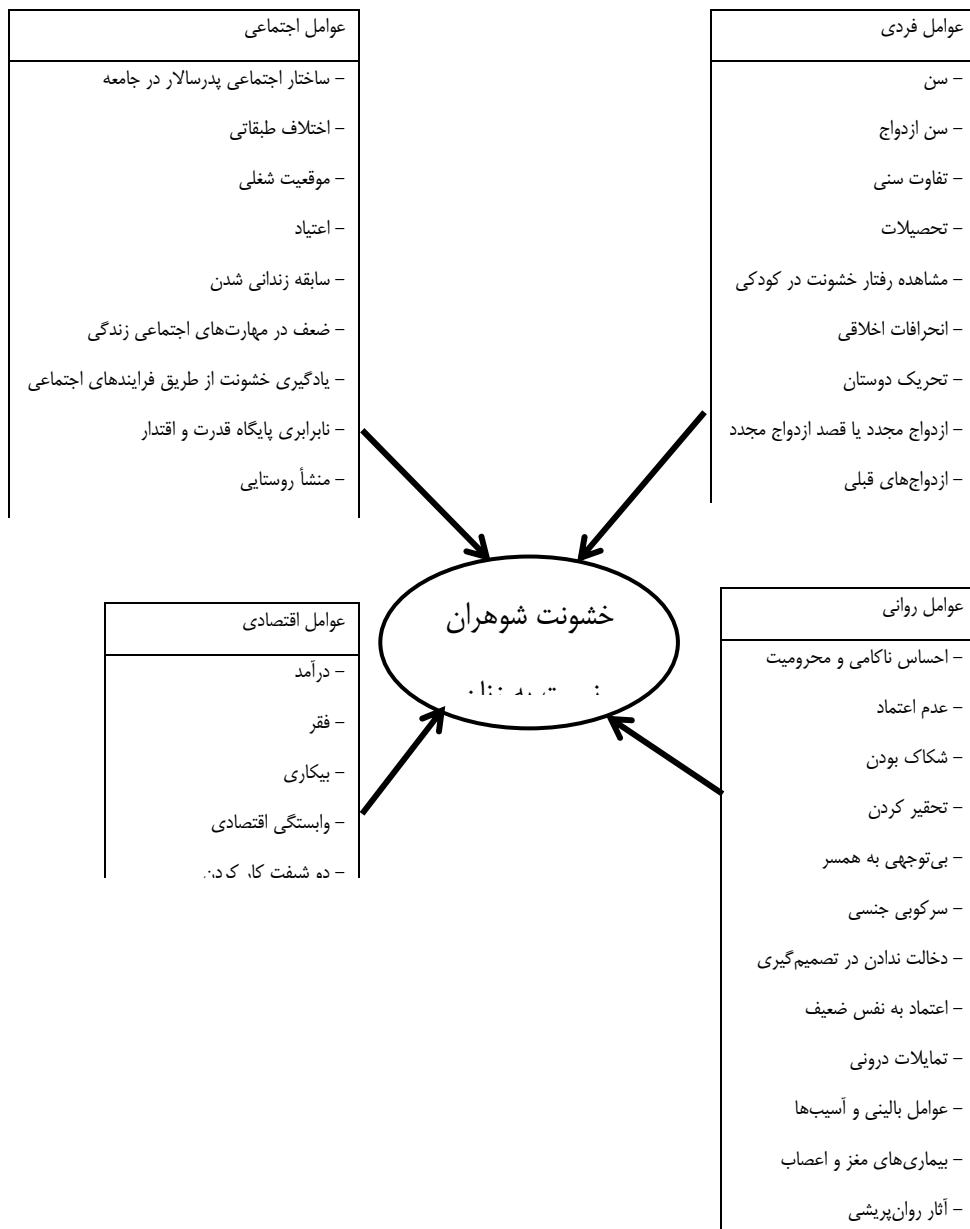 عوامل فردی
- سن
- سن ازدواج
- تفاوت سنی
- تحصیلات
- مشاهده رفتار خشونت در کودکی
- انحرافات اخلاقی
- تحریک دوستان
- ازدواج مجدد یا قصد ازدواج مجدد
- ازدواج‌های قبلی
عوامل اجتماعی
- ساختار اجتماعی پدرسالار در جامعه
- اختلاف طبقاتی
- موقعیت شغلی
- اعتیاد
- سابقه زندانی شدن
- ضعف در مهارت‌های اجتماعی زندگی
- یادگیری خشونت از طریق فرایندهای اجتماعی
- نابرابری پایگاه قدرت و اقتدار
- منشأ روستایی
خشونت شوهران
عوامل روانی
- احساس ناکامی و محرومیت
- عدم اعتماد
- شکاک بودن
- تحقیر کردن
- بی‌توجهی به همسر
- سرکوبی جنسی
- دخالت ندادن در تصمیم‌گیری
- اعتماد به نفس ضعیف
- تمایلات درونی
- عوامل بالینی و آسیب‌ها
- بیماری‌های مغز و اعصاب
- آثار روان‌پریشی
عوامل اقتصادی
- درآمد
- فقر
- بیکاری
- وابستگی اقتصادی
- دو شیفت کار کردن